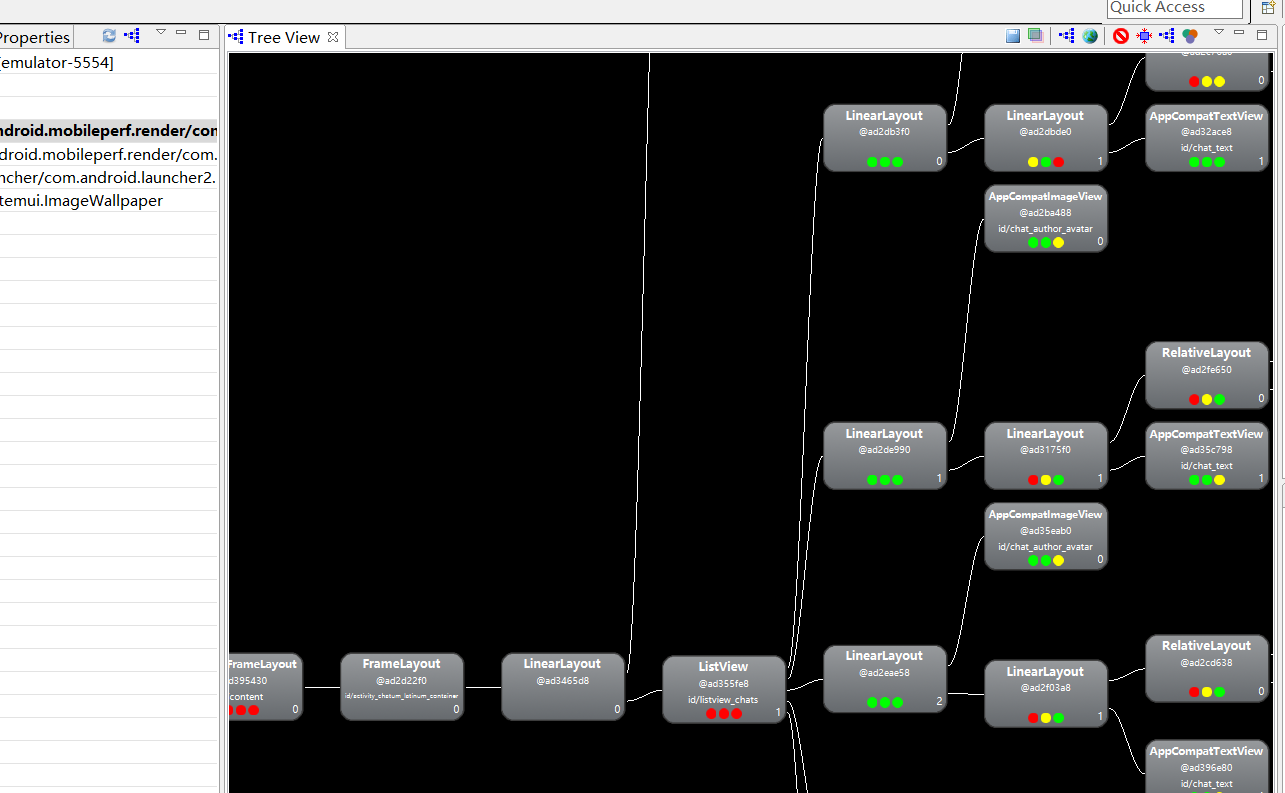 Quick Access
Properties
Tree View
[emulator-5554]
ndroid.mobileperf.render/con
droid.mobileperf.render/com.
ncher/com.android.launcher2.
temui.ImageWallpaper
0
LinearLayout
@ad2db3f0
0
LinearLayout
@ad2dbde0
1
AppCompatTextView
@ad32ace8
id/chat_text
1
AppCompatImageView
@ad2ba488
id/chat_author_avatar
0
RelativeLayout
@ad2fe650
0
LinearLayout
@ad2de990
1
LinearLayout
@ad3175f0
1
AppCompatTextView
@ad35c798
id/chat_text
1
AppCompatImageView
@ad35eab0
id/chat_author_avatar
0
FrameLayout
d395430
content
0
FrameLayout
@ad2d22f0
id/activity_chatum_latinum_container
0
LinearLayout
@ad3465d8
0
ListView
@ad355fe8
id/listview_chats
1
LinearLayout
@ad2eae58
2
LinearLayout
@ad2f03a8
1
RelativeLayout
@ad2cd638
0
AppCompatTextView
@ad396e80
id/chat_text